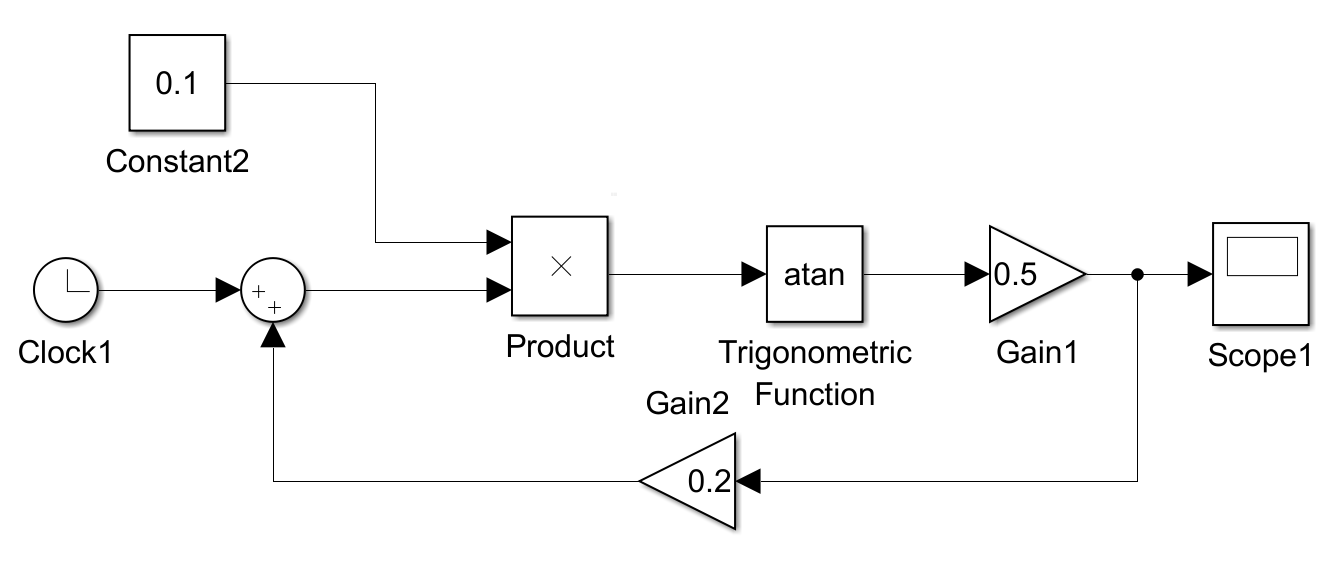 0.1
Constant2
Clock1
+
+
×
Product
atan
Trigonometric
Function
0.5
Gain1
Scope1
Gain2
0.2